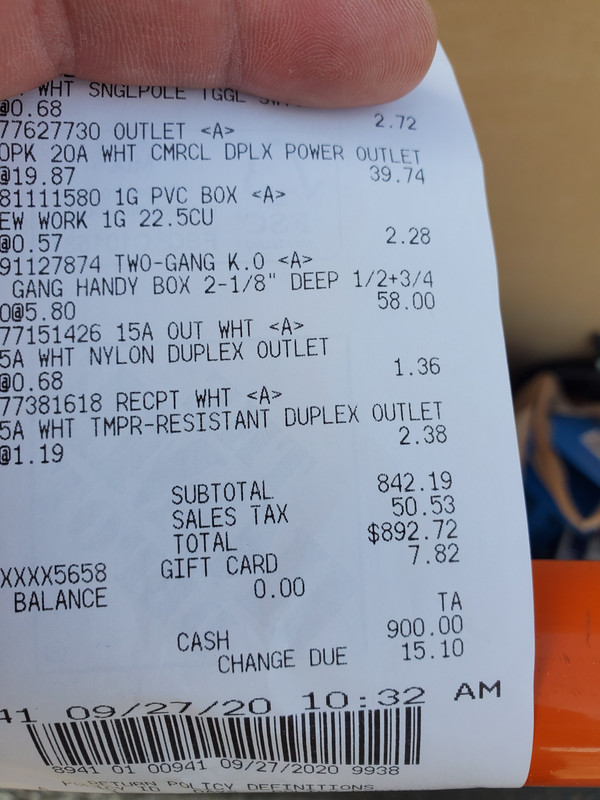 WHT SNGLPOLE TGGL
@0.68 2.72
77627730 OUTLET <A>
0PK 20A WHT CMRCL DPLX POWER OUTLET
@19.87 39.74
81111580 1G PVC BOX <A>
EW WORK 1G 22.5CU
@0.57 2.28
91127874 TWO-GANG K.O <A>
GANG HANDY BOX 2-1/8" DEEP 1/2+3/4
0@5.80 58.00
77151426 15A OUT WHT <A>
5A WHT NYLON DUPLEX OUTLET
@0.68 1.36
77381618 RECPT WHT <A>
5A WHT TMPR-RESISTANT DUPLEX OUTLET
@1.19 2.38
SUBTOTAL 842.19
SALES TAX 50.53
TOTAL $892.72
XXXX5658 GIFT CARD 7.82
BALANCE 0.00
TA
CASH 900.00
CHANGE DUE 15.10
41 09/27/20 10:32 AM
8941 01 00941 09/27/2020 9938
RETURN POLICY DEFINITIONS